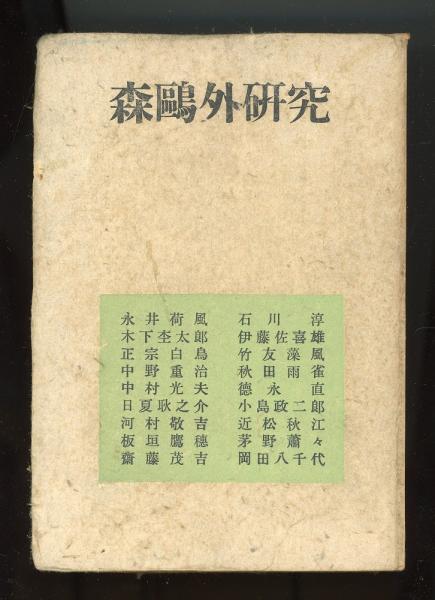 森鷗外硏究
永井荷風 石川淳
木下杢太郎 伊藤佐喜雄
正宗白鳥 竹友藻風
中野重治 秋田雨雀
中村光夫 德永直
日夏耿之介 小島政二郎
河村敬吉 近松秋江
板垣鷹穗 茅野蕭々
齋藤茂吉 岡田八千代